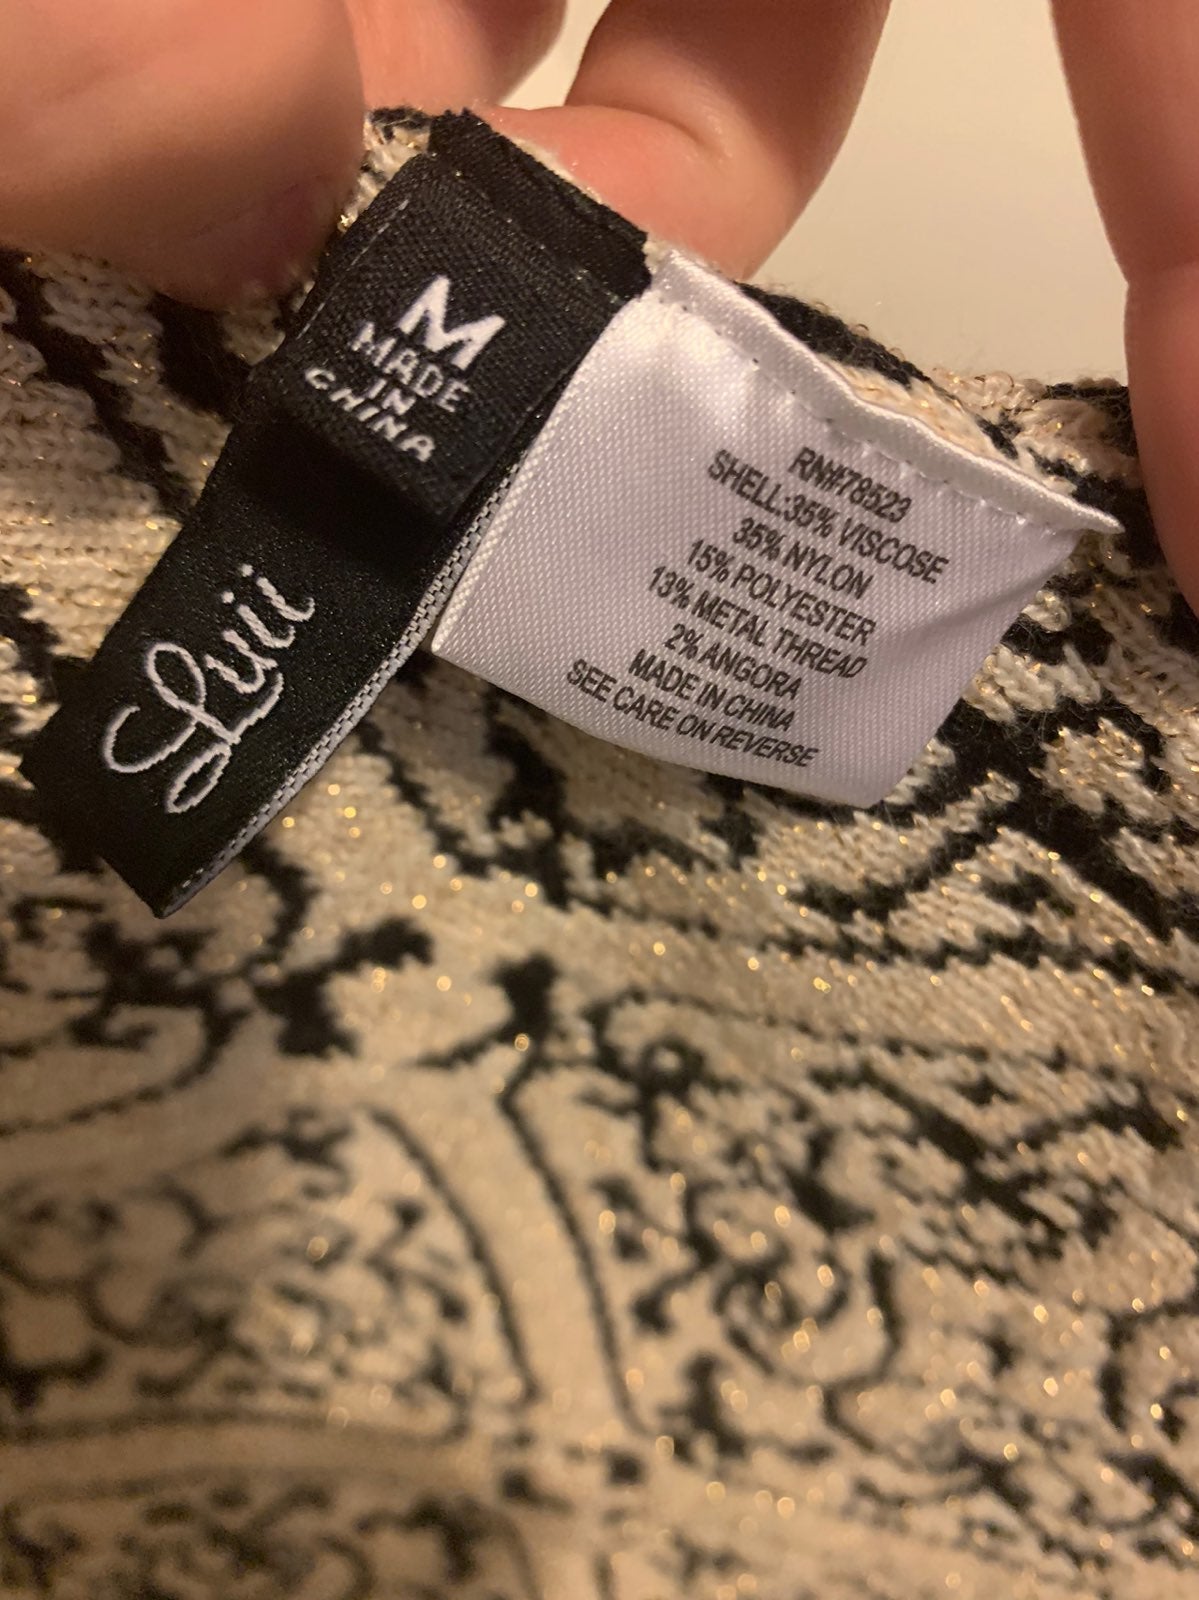 M
MADE
IN
CHINA
Luii
RN#78523
SHELL:35% VISCOSE
35% NYLON
15% POLYESTER
13% METAL THREAD
2% ANGORA
MADE IN CHINA
SEE CARE ON REVERSE